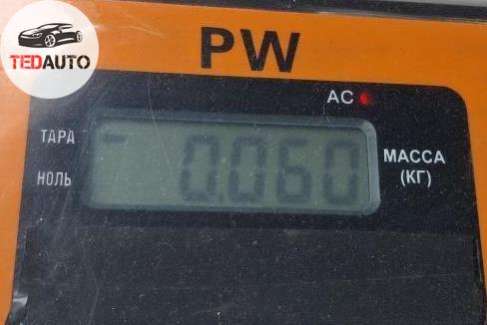 TEDAUTO
PW
AC
ТАРА
НОЛЬ
0.060
МАССА
(КГ)